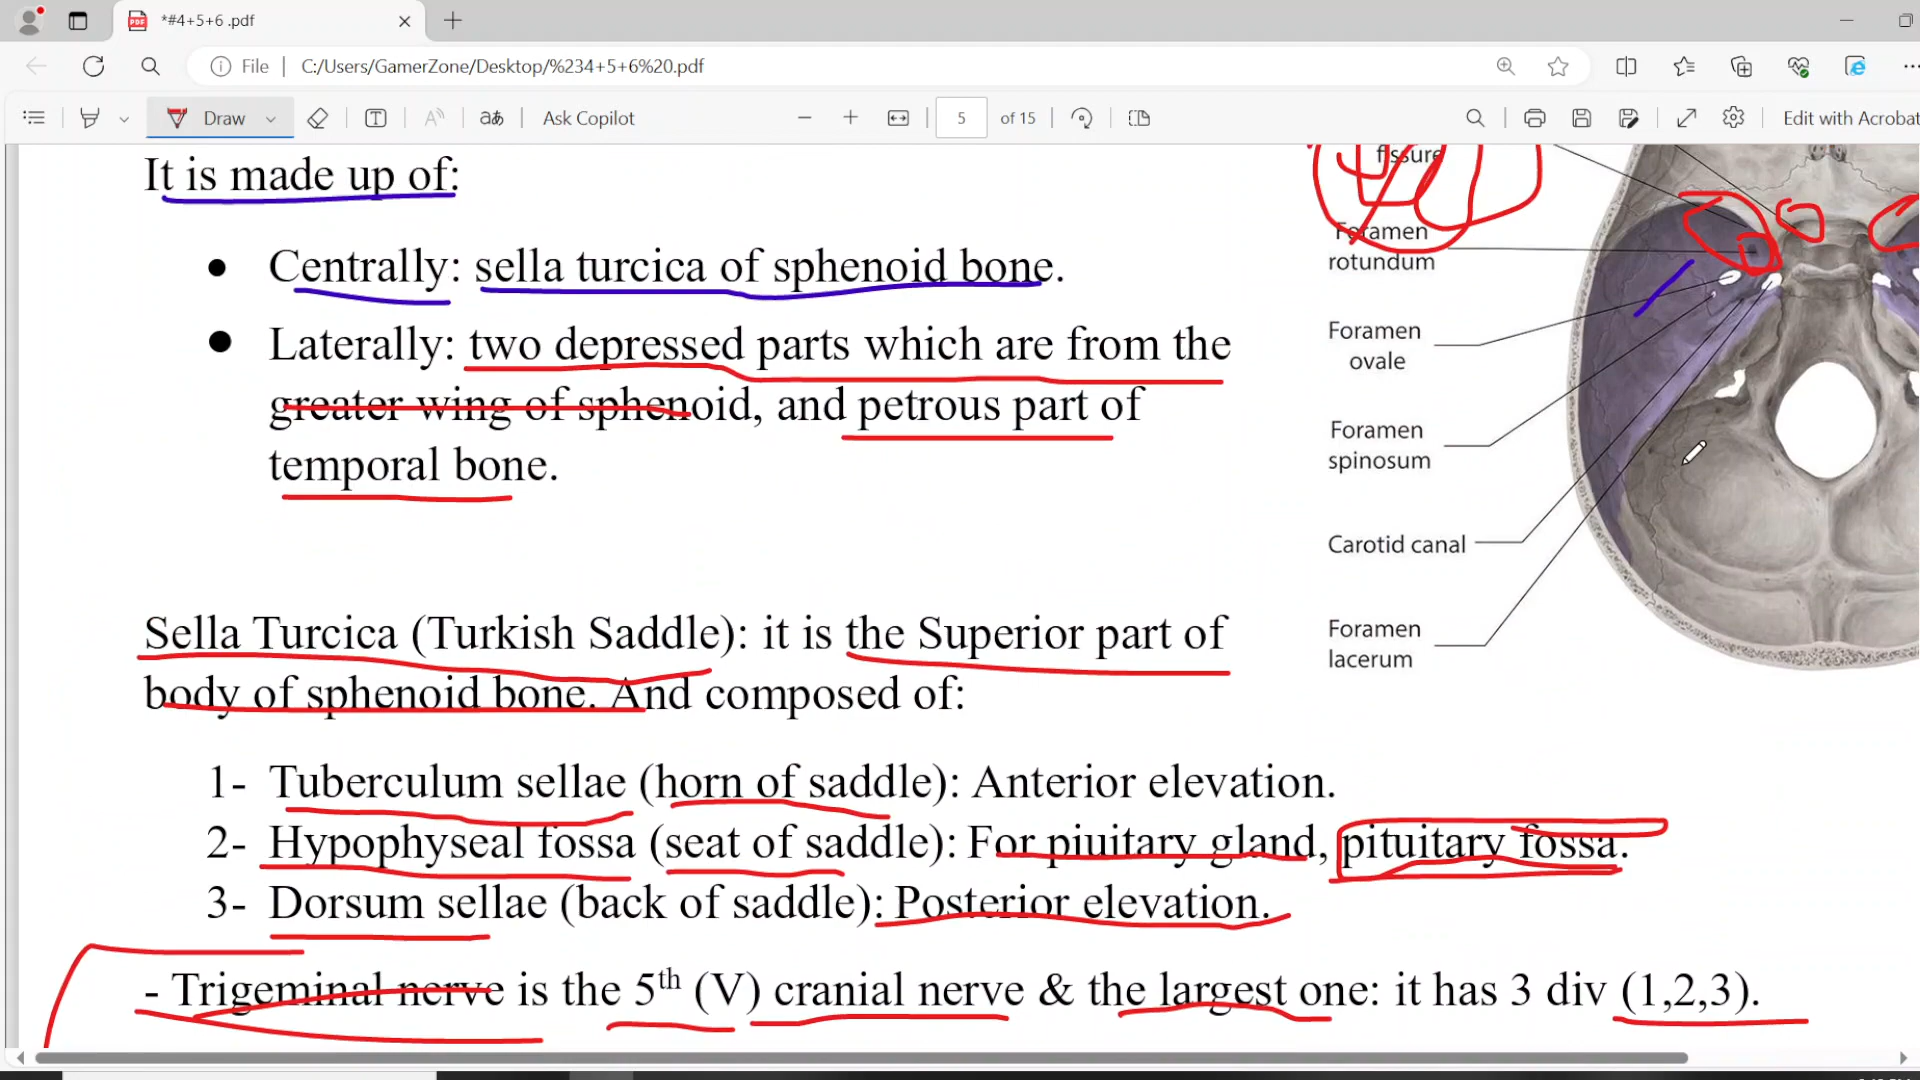 *#4+5+6 .pdf
File | C:/Users/GamerZone/Desktop/%234+5+6%20.pdf
Draw
Ask Copilot
5 of 15
Edit with Acrobat
It is made up of:
• Centrally: sella turcica of sphenoid bone.
• Laterally: two depressed parts which are from the
greater wing of sphenoid, and petrous part of
temporal bone.
Sella Turcica (Turkish Saddle): it is the Superior part of
body of sphenoid bone. And composed of:
1- Tuberculum sellae (horn of saddle): Anterior elevation.
2- Hypophyseal fossa (seat of saddle): For piuitary gland, pituitary fossa.
3- Dorsum sellae (back of saddle): Posterior elevation.
- Trigeminal nerve is the 5th (V) cranial nerve & the largest one: it has 3 div (1,2,3).
fissure
Foramen
rotundum
Foramen
ovale
Foramen
spinosum
Carotid canal
Foramen
lacerum